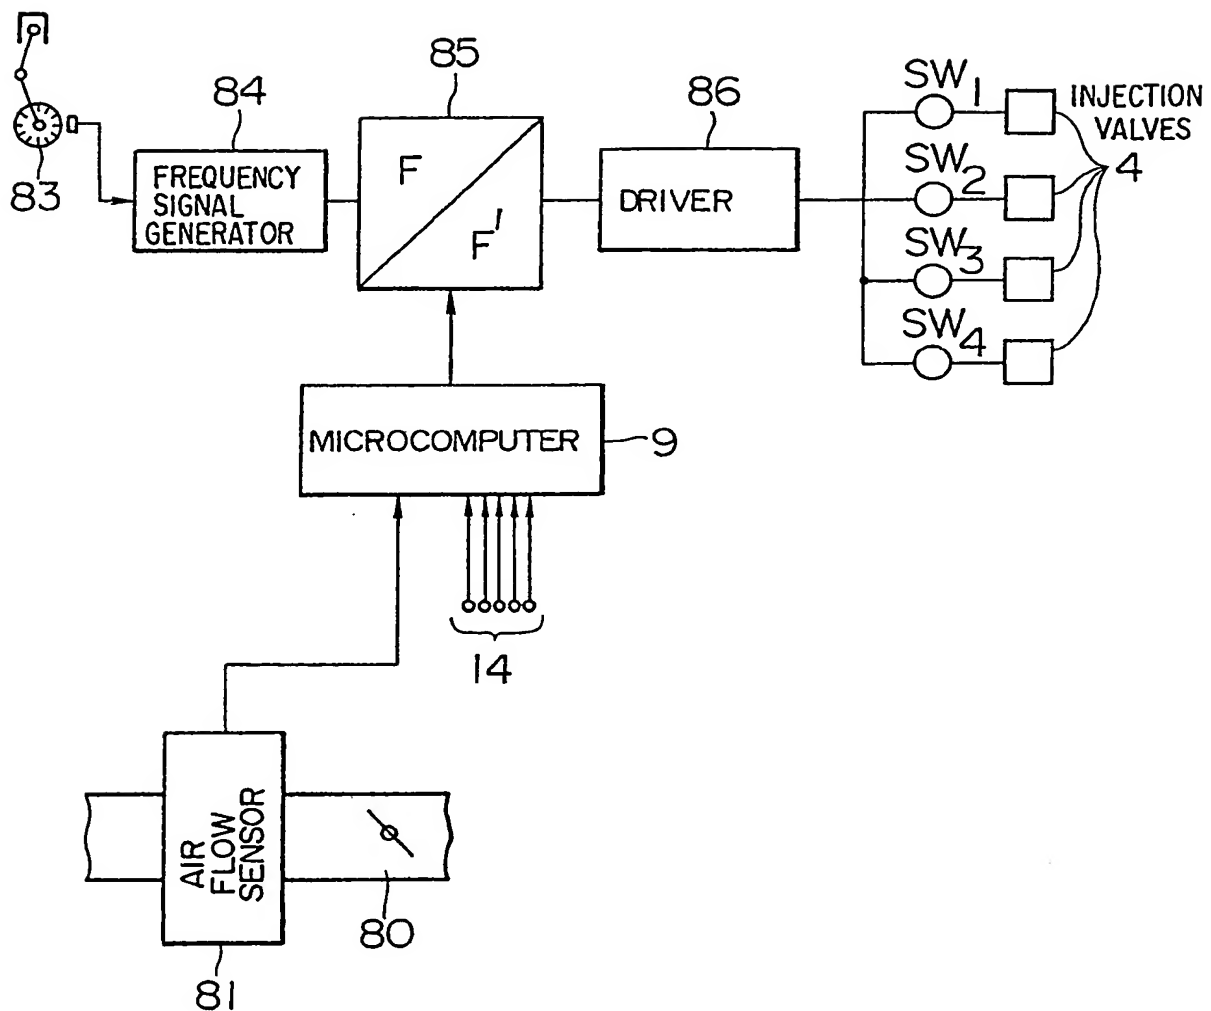 83
84
FREQUENCY
SIGNAL
GENERATOR
85
F
F'
86
DRIVER
SW1
SW2
SW3
SW4
INJECTION
VALVES
4
MICROCOMPUTER
9
14
AIR
FLOW
SENSOR
80
81